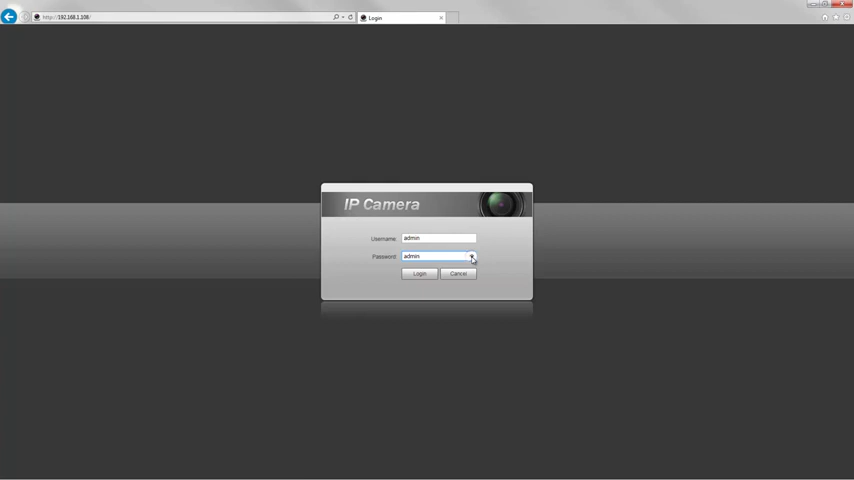 http://192.168.1.108/
Login
IP Camera
Username: admin
Password: admin
Login Cancel